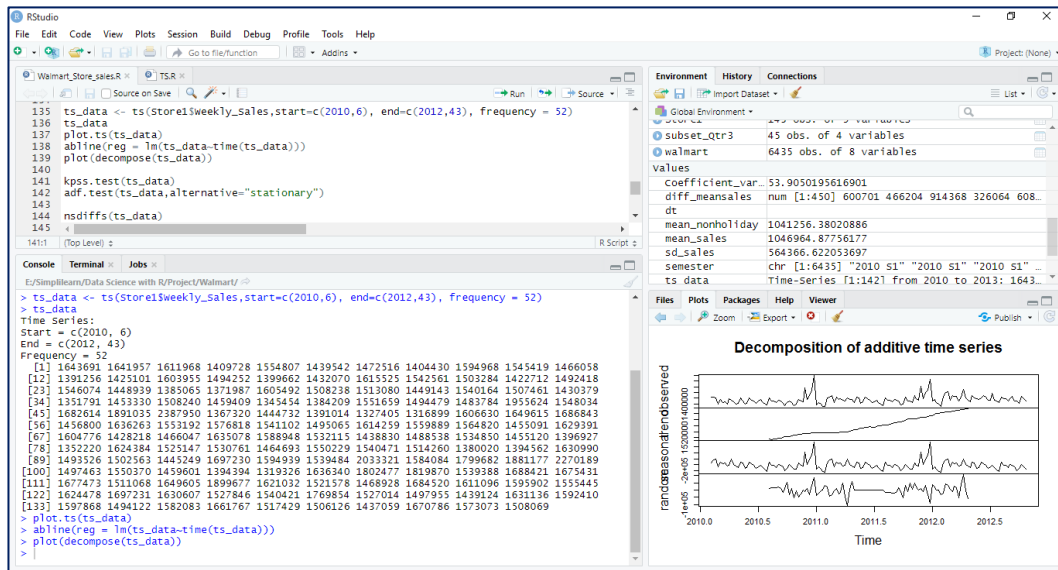 RStudio
File Edit Code View Plots Session Build Debug Profile Tools Help
Go to file/function Addins Project: (None)
Walmart_Store_sales.R TS.R
Source on Save Run Source
135 ts_data <- ts(Store1$Weekly_Sales,start=c(2010,6), end=c(2012,43), frequency = 52)
136 ts_data
137 plot.ts(ts_data)
138 abline(reg = lm(ts_data~time(ts_data)))
139 plot(decompose(ts_data))
140
141 kpss.test(ts_data)
142 adf.test(ts_data,alternative="stationary")
143
144 nsdiffs(ts_data)
145
141:1 (Top Level) R Script
Console Terminal Jobs
E:/Simplilearn/Data Science with R/Project/Walmart/
> ts_data <- ts(Store1$Weekly_Sales,start=c(2010,6), end=c(2012,43), frequency = 52)
> ts_data
Time Series:
Start = c(2010, 6)
End = c(2012, 43)
Frequency = 52
[1] 1643691 1641957 1611968 1409728 1554807 1439542 1472516 1404430 1594968 1545419 1466058
[12] 1391256 1425101 1603955 1494252 1399662 1432070 1615525 1542561 1503284 1422712 1492418
[23] 1546074 1448939 1385065 1371987 1605492 1508238 1513080 1449143 1540164 1507461 1430379
[34] 1351791 1453330 1508240 1459409 1345454 1384209 1551659 1494479 1483784 1955624 1548034
[45] 1682614 1891035 2387950 1367320 1444732 1391014 1327405 1316899 1606630 1649615 1686843
[56] 1456800 1636263 1553192 1576818 1541102 1495065 1614259 1559889 1564820 1455091 1629391
[67] 1604776 1428218 1466047 1635078 1588948 1532115 1438830 1488538 1534850 1455120 1396927
[78] 1352220 1624384 1525147 1530761 1464693 1550229 1540471 1514260 1380020 1394562 1630990
[89] 1493526 1502563 1445249 1697230 1594939 1539484 2033321 1584084 1799682 1881177 2270189
[100] 1497463 1550370 1459601 1394394 1319326 1636340 1802477 1819870 1539388 1688421 1675431
[111] 1677473 1511068 1649605 1899677 1621032 1521578 1468928 1684520 1611096 1595902 1555445
[122] 1624478 1697231 1630607 1527846 1540421 1769854 1527014 1497955 1439124 1631136 1592410
[133] 1597868 1494122 1582083 1661767 1517429 1506126 1437059 1670786 1573073 1508069
> plot.ts(ts_data)
> abline(reg = lm(ts_data~time(ts_data)))
> plot(decompose(ts_data))
>
Environment History Connections
Import Dataset List
Global Environment
subset_Qtr3 45 obs. of 4 variables
walmart 6435 obs. of 8 variables
Values
Coefficient_var… 53.9050195616901
diff_meansales num [1:450] 600701 466204 914368 326064 608…
dt
mean_nonholiday 1041256.38020886
mean_sales 1046964.87756177
sd_sales 564366.622053697
semester chr [1:6435] "2010 S1" "2010 S1" "2010 S1" …
ts_data Time-Series [1:142] from 2010 to 2013: 1643…
Files Plots Packages Help Viewer
Zoom Export Publish
Decomposition of additive time series
observed
trend
seasonal
random
1400000
1520000
-2e+05
-1e+05
2010.0 2010.5 2011.0 2011.5 2012.0 2012.5
Time